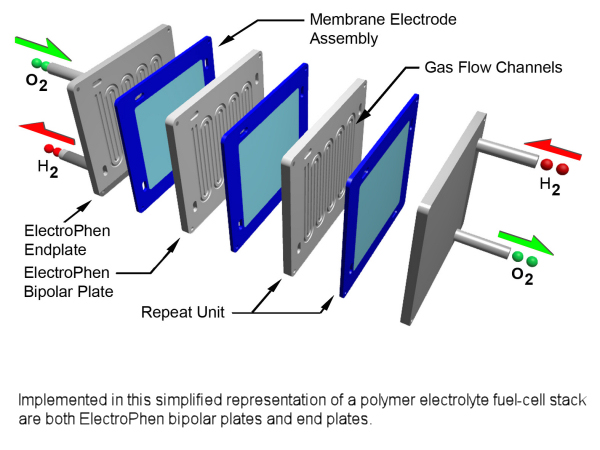 Membrane Electrode
Assembly
Gas Flow Channels
O2
H2
H2
O2
ElectroPhen
Endplate
ElectroPhen
Bipolar Plate
Repeat Unit
Implemented in this simplified representation of a polymer electrolyte fuel-cell stack
are both ElectroPhen bipolar plates and end plates.